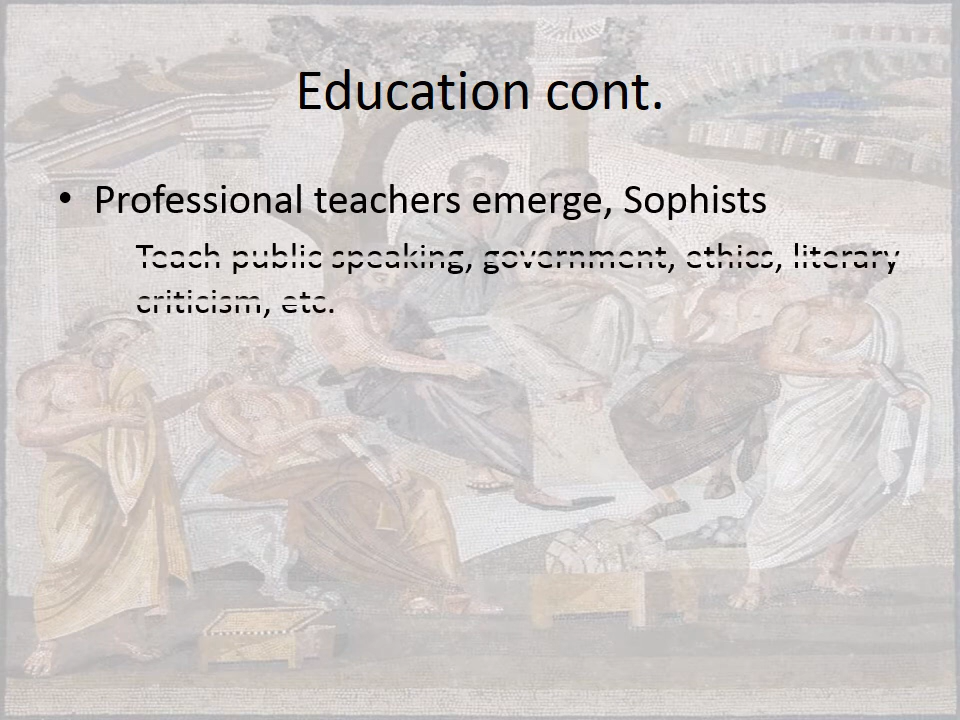 Education cont.
• Professional teachers emerge, Sophists
Teach public speaking, government, ethics, literary
criticism, etc.